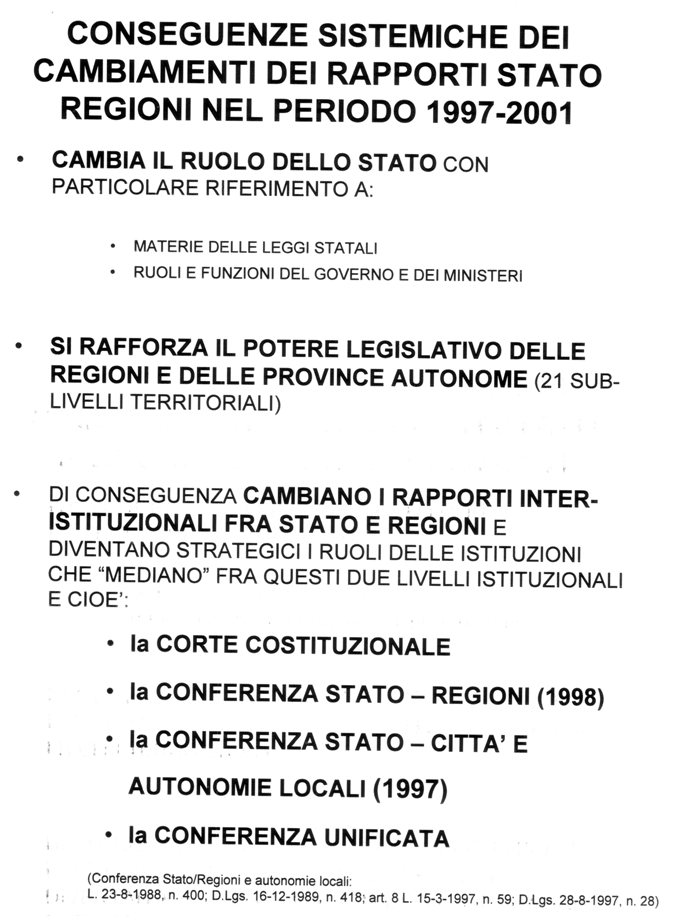 CONSEGUENZE SISTEMICHE DEI
CAMBIAMENTI DEI RAPPORTI STATO
REGIONI NEL PERIODO 1997-2001
• CAMBIA IL RUOLO DELLO STATO CON
PARTICOLARE RIFERIMENTO A:
• MATERIE DELLE LEGGI STATALI
• RUOLI E FUNZIONI DEL GOVERNO E DEI MINISTERI
• SI RAFFORZA IL POTERE LEGISLATIVO DELLE
REGIONI E DELLE PROVINCE AUTONOME (21 SUB-
LIVELLI TERRITORIALI)
• DI CONSEGUENZA CAMBIANO I RAPPORTI INTER-
ISTITUZIONALI FRA STATO E REGIONI E
DIVENTANO STRATEGICI I RUOLI DELLE ISTITUZIONI
CHE “MEDIANO” FRA QUESTI DUE LIVELLI ISTITUZIONALI
E CIOE’:
• la CORTE COSTITUZIONALE
• la CONFERENZA STATO – REGIONI (1998)
• la CONFERENZA STATO – CITTA’ E
AUTONOMIE LOCALI (1997)
• la CONFERENZA UNIFICATA
(Conferenza Stato/Regioni e autonomie locali:
L. 23-8-1988, n. 400; D.Lgs. 16-12-1989, n. 418; art. 8 L. 15-3-1997, n. 59; D.Lgs. 28-8-1997, n. 28)